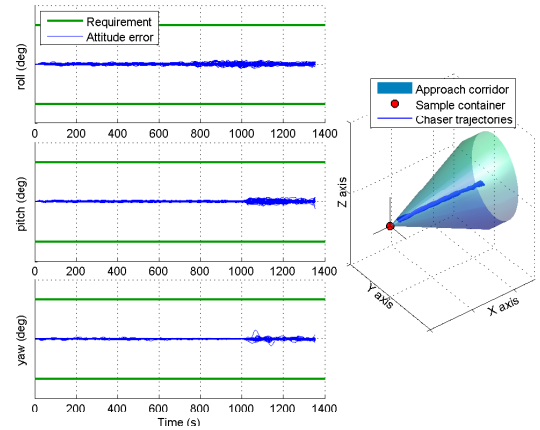 Requirement
Attitude error
roll (deg)
0 200 400 600 800 1000 1200 1400
pitch (deg)
0 200 400 600 800 1000 1200 1400
yaw (deg)
0 200 400 600 800 1000 1200 1400
Time (s)
Approach corridor
Sample container
Chaser trajectories
Z axis
Y axis
X axis